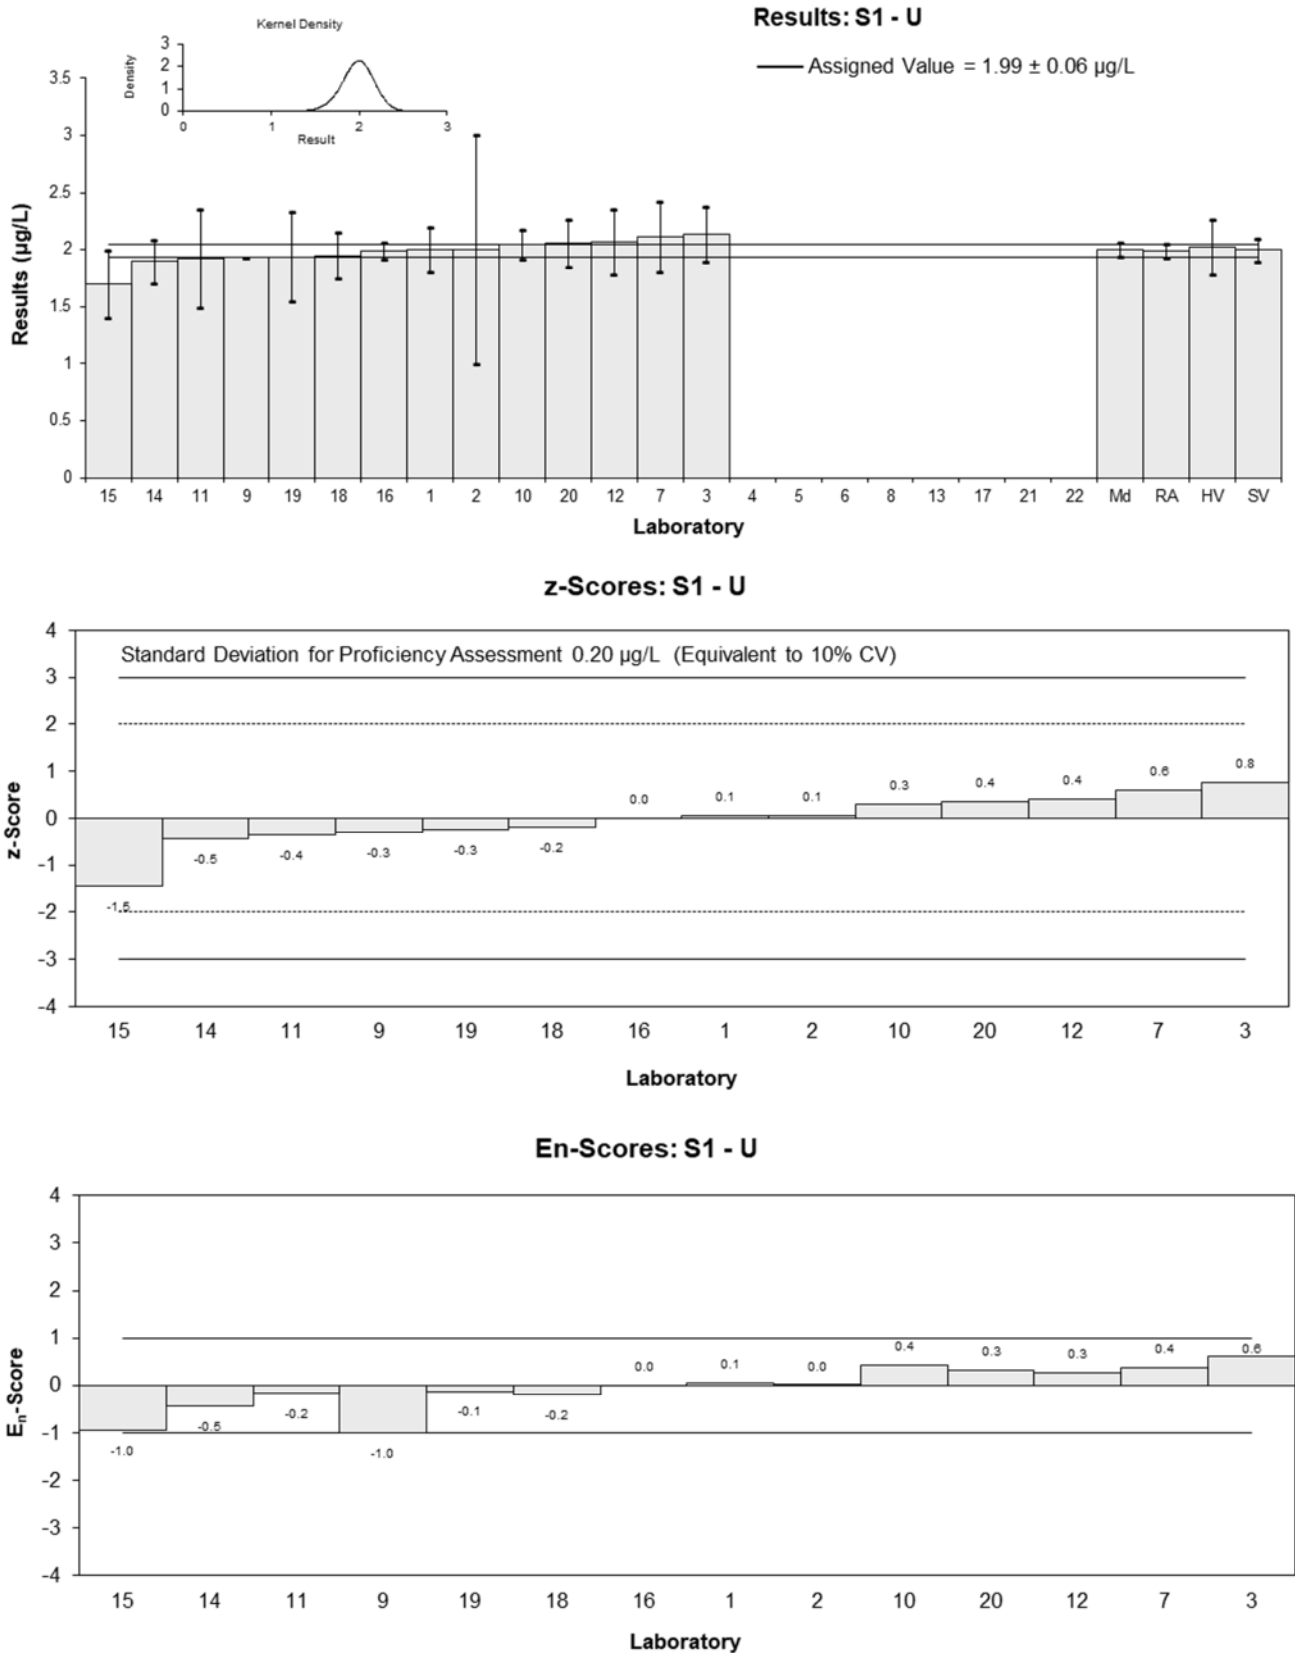 Results: S1 - U
Kernel Density
Density
3
2
1
0
0 1 2 3
Result
Assigned Value = 1.99 ± 0.06 µg/L
Results (µg/L)
3.5
3
2.5
2
1.5
1
0.5
0
15 14 11 9 19 18 16 1 2 10 20 12 7 3 4 5 6 8 13 17 21 22 Md RA HV SV
Laboratory
z-Scores: S1 - U
Standard Deviation for Proficiency Assessment 0.20 µg/L (Equivalent to 10% CV)
z-Score
4
3
2
1
0
-1
-2
-3
-4
-1.5 -0.5 -0.4 -0.3 -0.3 -0.2 0.0 0.1 0.1 0.3 0.4 0.4 0.6 0.8
15 14 11 9 19 18 16 1 2 10 20 12 7 3
Laboratory
En-Scores: S1 - U
En-Score
4
3
2
1
0
-1
-2
-3
-4
-1.0 -0.5 -0.2 -1.0 -0.1 -0.2 0.0 0.1 0.0 0.4 0.3 0.3 0.4 0.6
15 14 11 9 19 18 16 1 2 10 20 12 7 3
Laboratory